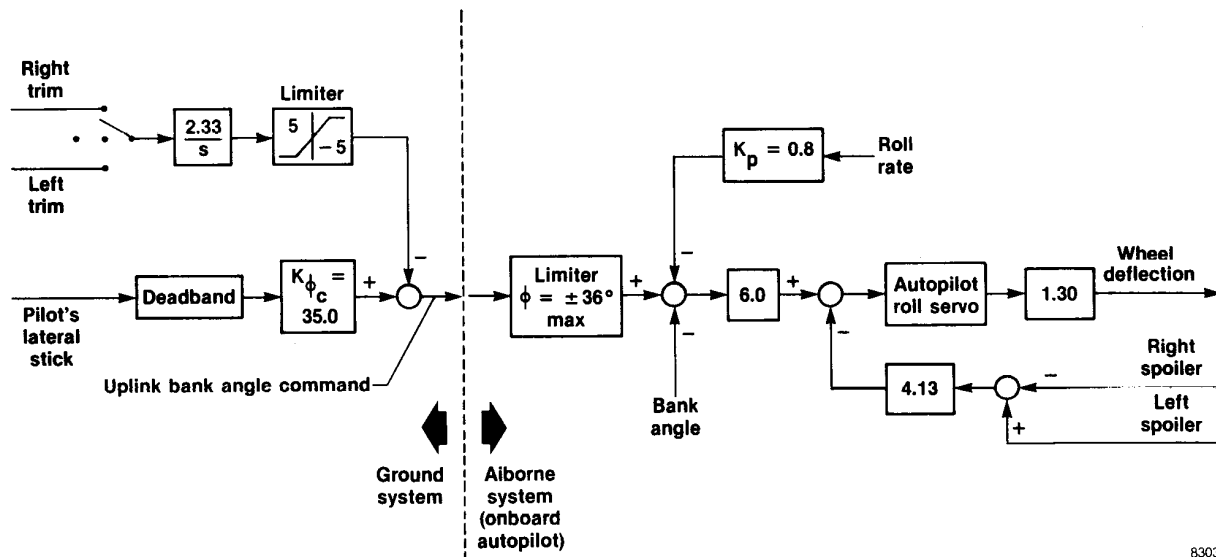 Right
trim
Left
trim
2.33
s
Limiter
5
– 5
Pilot's
lateral
stick
Deadband
K
ϕ
c
=
35.0
+
–
Uplink bank angle command
Ground
system
Aiborne
system
(onboard
autopilot)
Limiter
ϕ = ± 36°
max
+
–
–
K
p
= 0.8
Roll
rate
Bank
angle
6.0
+
–
Autopilot
roll servo
1.30
Wheel
deflection
4.13
–
+
Right
spoiler
Left
spoiler
8303